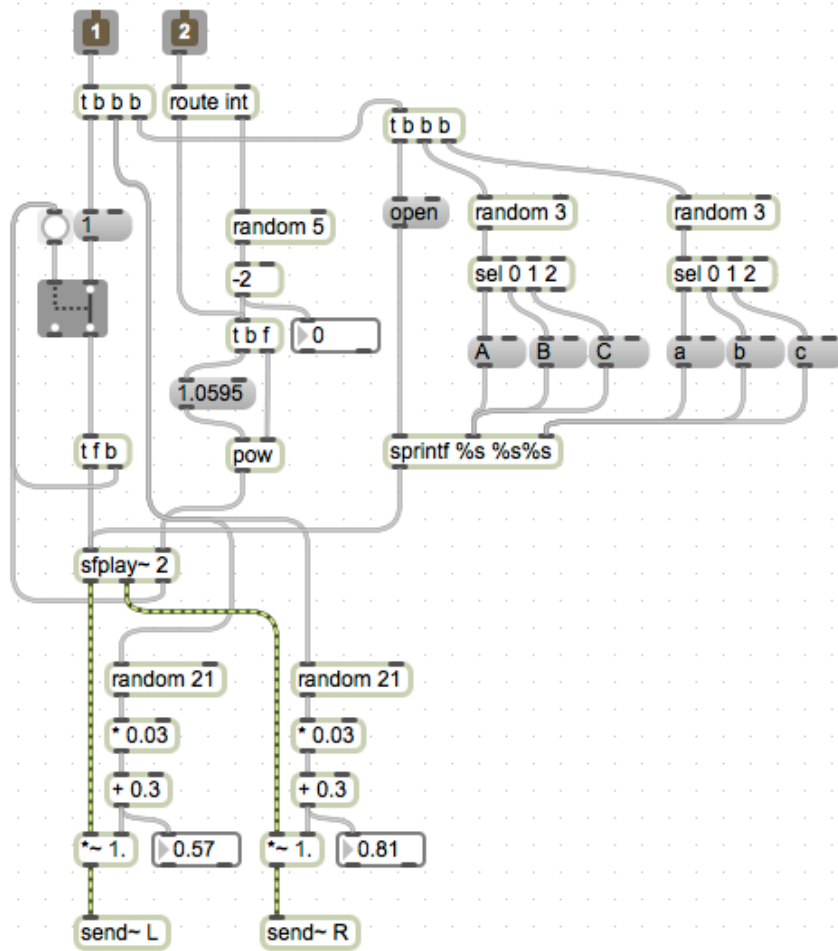 1
2
t b b b
route int
t b b b
1
random 5
open
random 3
random 3
-2
sel 0 1 2
sel 0 1 2
t b f
0
A
B
C
a
b
c
1.0595
t f b
pow
sprintf %s %s%s
sfplay~ 2
random 21
random 21
* 0.03
* 0.03
+ 0.3
+ 0.3
*~ 1.
0.57
*~ 1.
0.81
send~ L
send~ R